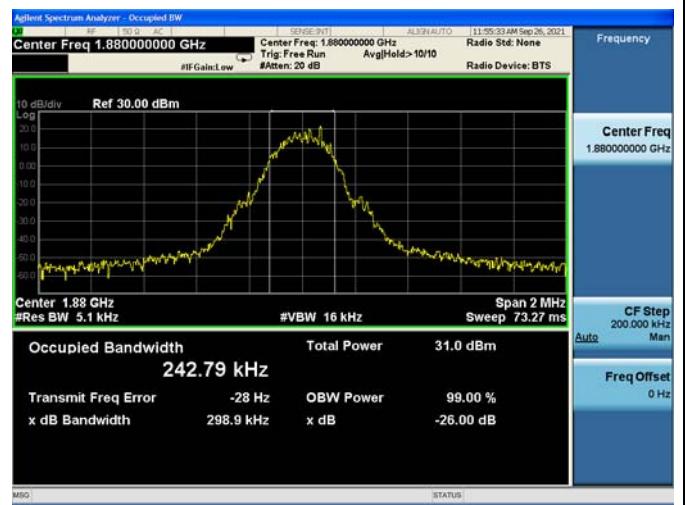 Agilent Spectrum Analyzer - Occupied BW
RF 50 Ω AC SENSE:INT ALIGN AUTO 11:55:33 AM Sep 26, 2021
Center Freq 1.880000000 GHz
Center Freq: 1.880000000 GHz
Radio Std: None
Trig: Free Run Avg|Hold:>10/10
#IFGain:Low #Atten: 20 dB Radio Device: BTS
10 dB/div Ref 30.00 dBm
Log
20.0
10.0
0.00
-10.0
-20.0
-30.0
-40.0
-50.0
-60.0
Center 1.88 GHz Span 2 MHz
#Res BW 5.1 kHz #VBW 16 kHz Sweep 73.27 ms
Occupied Bandwidth Total Power 31.0 dBm
242.79 kHz
Transmit Freq Error -28 Hz OBW Power 99.00 %
x dB Bandwidth 298.9 kHz x dB -26.00 dB
MSG STATUS
Frequency
Center Freq
1.880000000 GHz
CF Step
200.000 kHz
Auto Man
Freq Offset
0 Hz